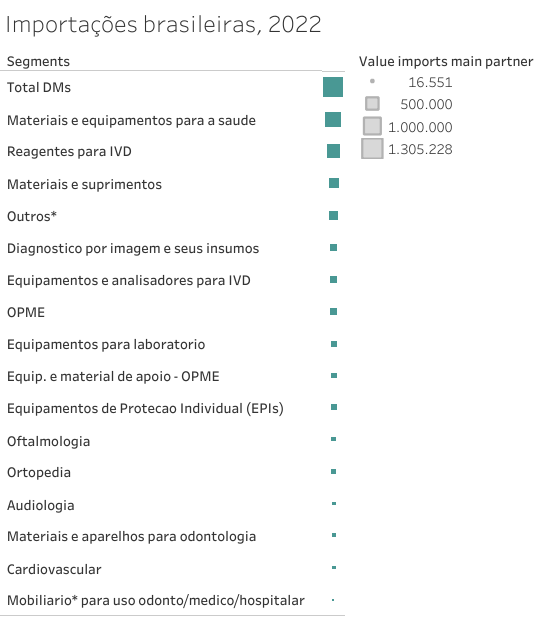 Importações brasileiras, 2022
Segments
Total DMs
Materiais e equipamentos para a saude
Reagentes para IVD
Materiais e suprimentos
Outros*
Diagnostico por imagem e seus insumos
Equipamentos e analisadores para IVD
OPME
Equipamentos para laboratorio
Equip. e material de apoio - OPME
Equipamentos de Protecao Individual (EPIs)
Oftalmologia
Ortopedia
Audiologia
Materiais e aparelhos para odontologia
Cardiovascular
Mobiliario* para uso odonto/medico/hospitalar
Value imports main partner
16.551
500.000
1.000.000
1.305.228